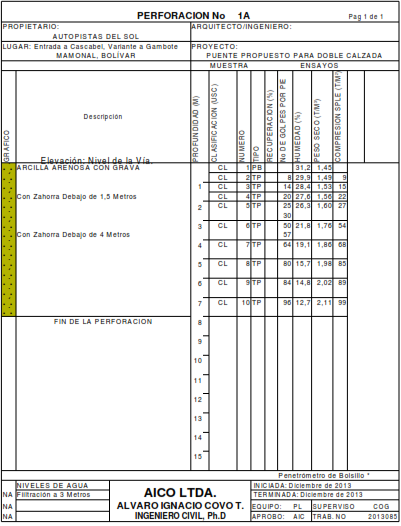 PERFORACION No 1A
Pág 1 de 1
PROPIETARIO:
AUTOPISTAS DEL SOL
ARQUITECTO/INGENIERO:
LUGAR: Entrada a Cascabel, Variante a Gambote
MAMONAL, BOLÍVAR
PROYECTO:
PUENTE PROPUESTO PARA DOBLE CALZADA
MUESTRA ENSAYOS
GRAFICO
Descripción
Elevación: Nivel de la Vía.
PROFUNDIDAD (M)
CLASIFICACION (USC)
NUMERO
TIPO
RECUPERACION (%)
No DE GOLPES POR PIE
HUMEDAD (%)
PESO SECO (T/M³)
COMPRESION SPLE (T/M²)
ARCILLA ARENOSA CON GRAVA CL 1 PB 31,2 1,45
CL 2 TP 8 29,9 1,49 9
1 CL 3 TP 14 28,4 1,53 15
Con Zahorra Debajo de 1,5 Metros CL 4 TP 20 27,6 1,56 22
2 CL 5 TP 25 26,3 1,60 27
30
3 CL 6 TP 50 21,8 1,76 54
Con Zahorra Debajo de 4 Metros 57
4 CL 7 TP 64 19,1 1,86 68
5 CL 8 TP 80 15,7 1,98 85
6 CL 9 TP 84 14,8 2,02 89
7 CL 10 TP 96 12,7 2,11 99
FIN DE LA PERFORACION 8
9
10
11
12
13
14
15
Penetrómetro de Bolsillo *
NIVELES DE AGUA
NA Filitración a 3 Metros
NA
NA
AICO LTDA.
ALVARO IGNACIO COVO T.
INGENIERO CIVIL, Ph.D
INICIADA: Diciembre de 2013
TERMINADA: Diciembre de 2013
EQUIPO: PL SUPERVISO COG
APROBO: AIC TRAB. NO 2013085